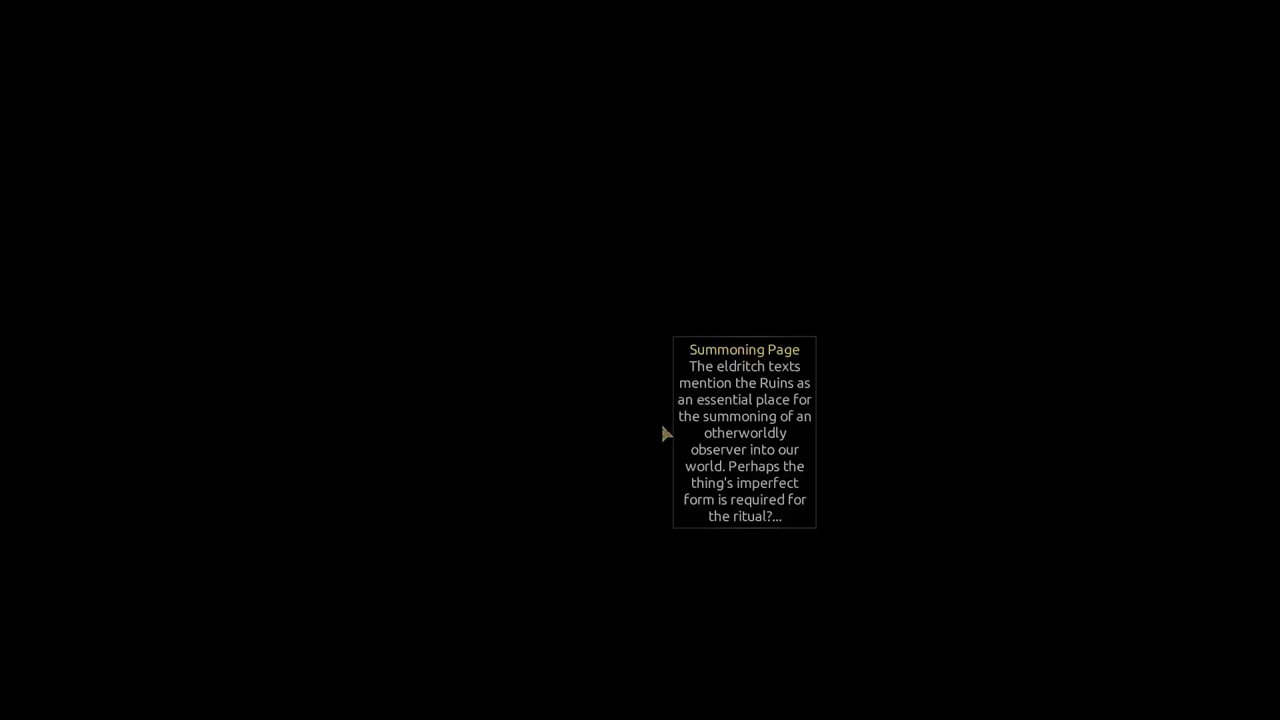 Summoning Page
The eldritch texts
mention the Ruins as
an essential place for
the summoning of an
otherworldly
observer into our
world. Perhaps the
thing's imperfect
form is required for
the ritual?...